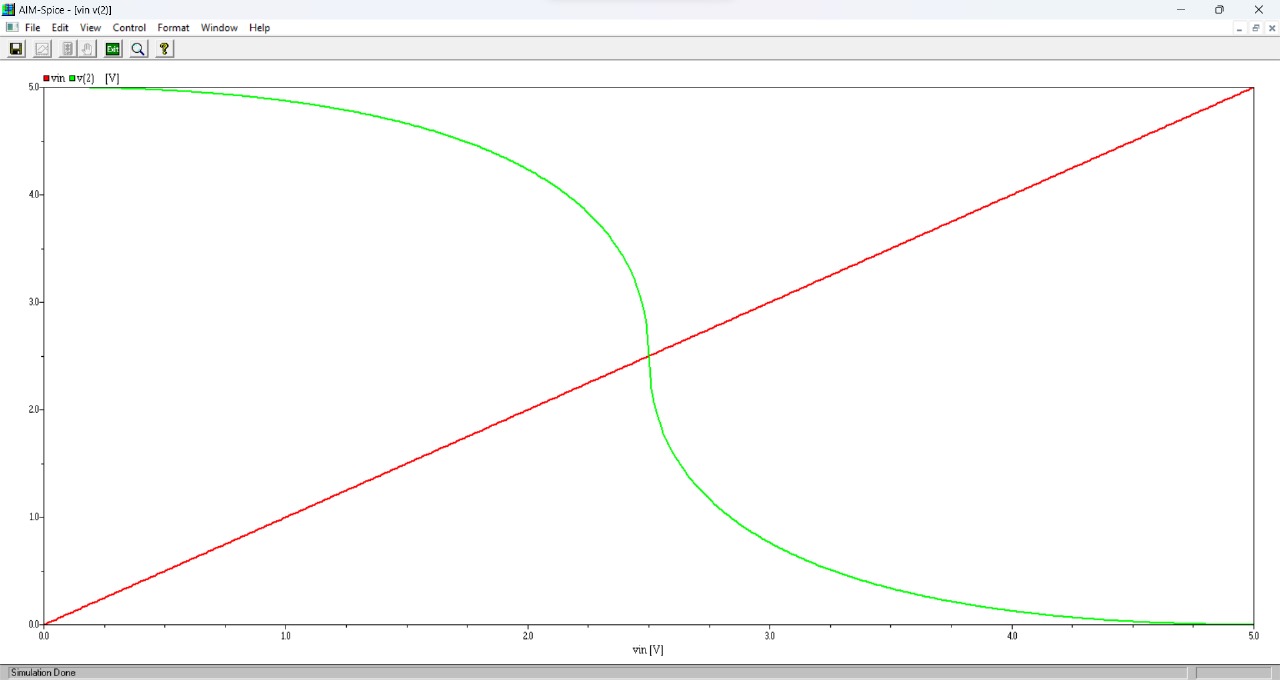 AIM-Spice - [vin v(2)]
File Edit View Control Format Window Help
Exit ?
vin v(2) [V]
5.0
4.0
3.0
2.0
1.0
0.0
0.0 1.0 2.0 3.0 4.0 5.0
vin [V]
Simulation Done